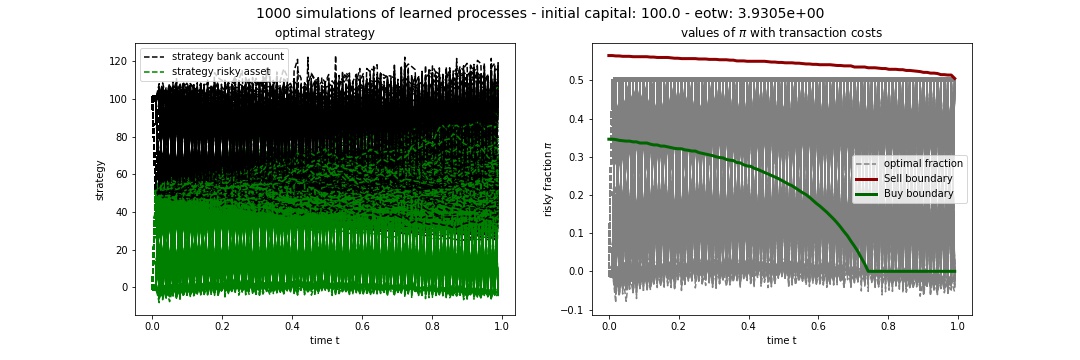 1000 simulations of learned processes - initial capital: 100.0 - eotw: 3.9305e+00
optimal strategy
strategy
120
100
80
60
40
20
0
strategy bank account
strategy risky asset
0.0 0.2 0.4 0.6 0.8 1.0
time t
values of π with transaction costs
risky fraction π
0.5
0.4
0.3
0.2
0.1
0.0
−0.1
optimal fraction
Sell boundary
Buy boundary
0.0 0.2 0.4 0.6 0.8 1.0
time t